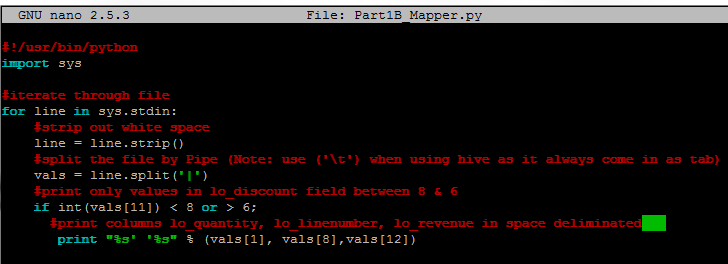 GNU nano 2.5.3 File: Part1B_Mapper.py
#!/usr/bin/python
import sys
#iterate through file
for line in sys.stdin:
#strip out white space
line = line.strip()
#split the file by Pipe (Note: use ('\t') when using hive as it always come in as tab)
vals = line.split('|')
#print only values in lo_discount field between 8 & 6
if int(vals[11]) < 8 or > 6;
#print columns lo_quantity, lo_linenumber, lo_revenue in space deliminated
print "%s' '%s" % (vals[1], vals[8],vals[12])